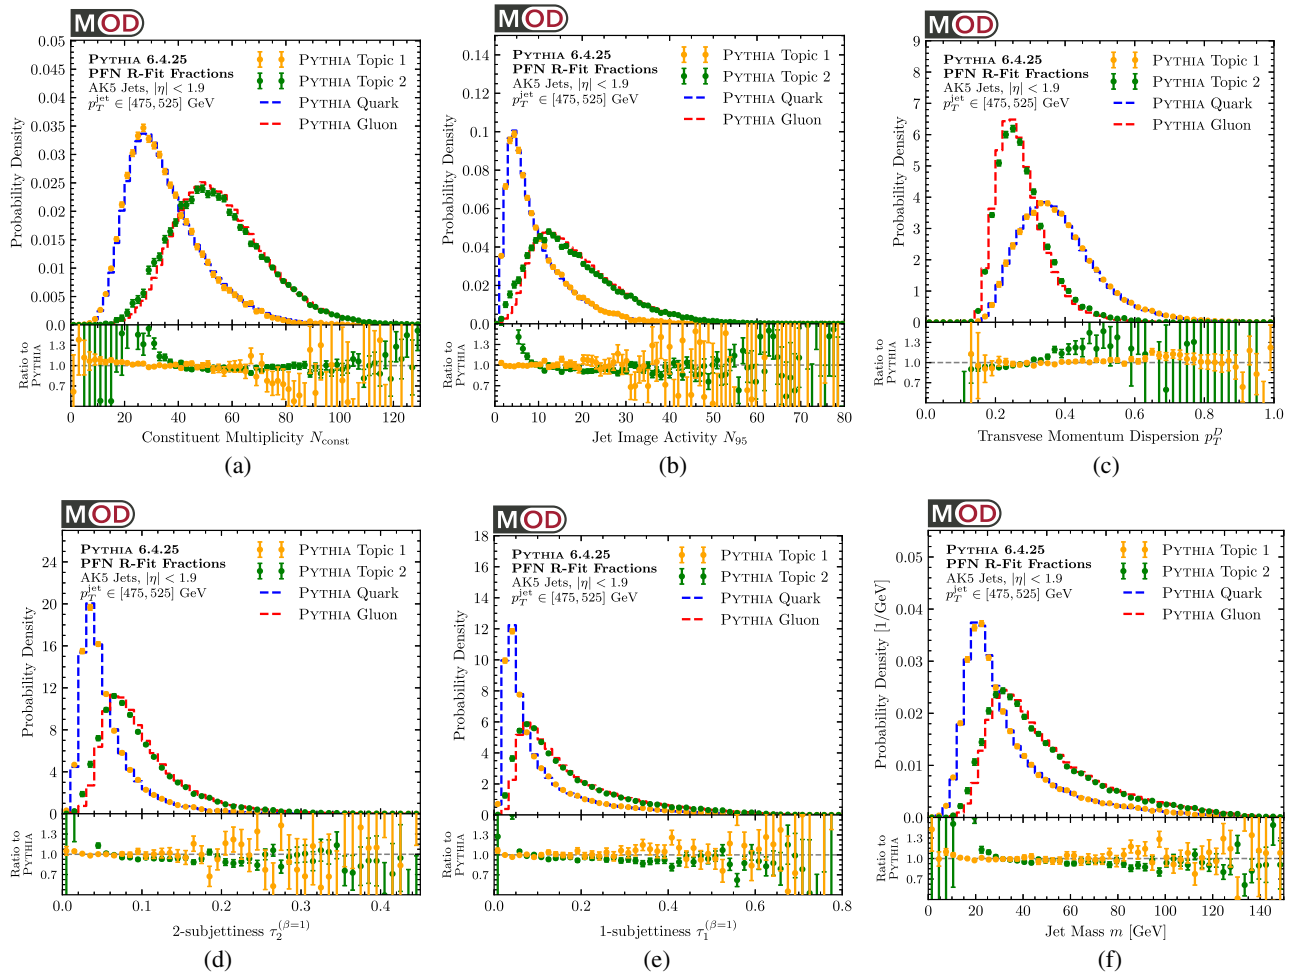 MOD
PYTHIA 6.4.25
PFN R-Fit Fractions
AK5 Jets, |η| < 1.9
p_T^jet ∈ [475, 525] GeV
PYTHIA Topic 1
PYTHIA Topic 2
PYTHIA Quark
PYTHIA Gluon
Probability Density
0.05
0.045
0.04
0.035
0.03
0.025
0.02
0.015
0.01
0.005
0.0
Ratio to
PYTHIA
1.3
1.0
0.7
0 20 40 60 80 100 120
Constituent Multiplicity N_const
(a)
MOD
PYTHIA 6.4.25
PFN R-Fit Fractions
AK5 Jets, |η| < 1.9
p_T^jet ∈ [475, 525] GeV
PYTHIA Topic 1
PYTHIA Topic 2
PYTHIA Quark
PYTHIA Gluon
Probability Density
0.14
0.12
0.1
0.08
0.06
0.04
0.02
0.0
Ratio to
PYTHIA
1.3
1.0
0.7
0 10 20 30 40 50 60 70 80
Jet Image Activity N_95
(b)
MOD
PYTHIA 6.4.25
PFN R-Fit Fractions
AK5 Jets, |η| < 1.9
p_T^jet ∈ [475, 525] GeV
PYTHIA Topic 1
PYTHIA Topic 2
PYTHIA Quark
PYTHIA Gluon
Probability Density
9
8
7
6
5
4
3
2
1
0
Ratio to
PYTHIA
1.3
1.0
0.7
0.0 0.2 0.4 0.6 0.8 1.0
Transvese Momentum Dispersion p_T^D
(c)
MOD
PYTHIA 6.4.25
PFN R-Fit Fractions
AK5 Jets, |η| < 1.9
p_T^jet ∈ [475, 525] GeV
PYTHIA Topic 1
PYTHIA Topic 2
PYTHIA Quark
PYTHIA Gluon
Probability Density
24
20
16
12
8
4
0
Ratio to
PYTHIA
1.3
1.0
0.7
0.0 0.1 0.2 0.3 0.4
2-subjettiness τ_2^(β=1)
(d)
MOD
PYTHIA 6.4.25
PFN R-Fit Fractions
AK5 Jets, |η| < 1.9
p_T^jet ∈ [475, 525] GeV
PYTHIA Topic 1
PYTHIA Topic 2
PYTHIA Quark
PYTHIA Gluon
Probability Density
18
16
14
12
10
8
6
4
2
0
Ratio to
PYTHIA
1.3
1.0
0.7
0.0 0.2 0.4 0.6 0.8
1-subjettiness τ_1^(β=1)
(e)
MOD
PYTHIA 6.4.25
PFN R-Fit Fractions
AK5 Jets, |η| < 1.9
p_T^jet ∈ [475, 525] GeV
PYTHIA Topic 1
PYTHIA Topic 2
PYTHIA Quark
PYTHIA Gluon
Probability Density [1/GeV]
0.05
0.04
0.03
0.02
0.01
0.0
Ratio to
PYTHIA
1.3
1.0
0.7
0 20 40 60 80 100 120 140
Jet Mass m [GeV]
(f)